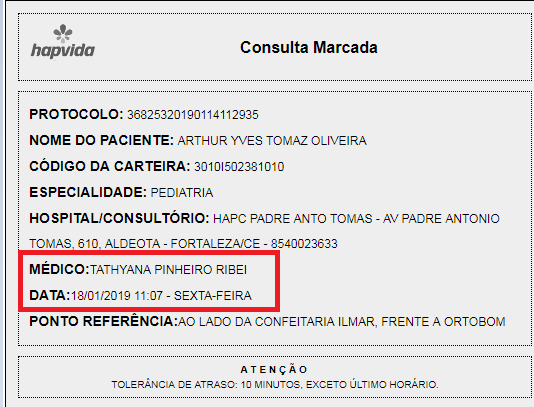 hapvida
Consulta Marcada
PROTOCOLO: 36825320190114112935
NOME DO PACIENTE: ARTHUR YVES TOMAZ OLIVEIRA
CÓDIGO DA CARTEIRA: 3010I502381010
ESPECIALIDADE: PEDIATRIA
HOSPITAL/CONSULTÓRIO: HAPC PADRE ANTO TOMAS - AV PADRE ANTONIO
TOMAS, 610, ALDEOTA - FORTALEZA/CE - 8540023633
MÉDICO:TATHYANA PINHEIRO RIBEI
DATA:18/01/2019 11:07 - SEXTA-FEIRA
PONTO REFERÊNCIA:AO LADO DA CONFEITARIA ILMAR, FRENTE A ORTOBOM
ATENÇÃO
TOLERÂNCIA DE ATRASO: 10 MINUTOS, EXCETO ÚLTIMO HORÁRIO.